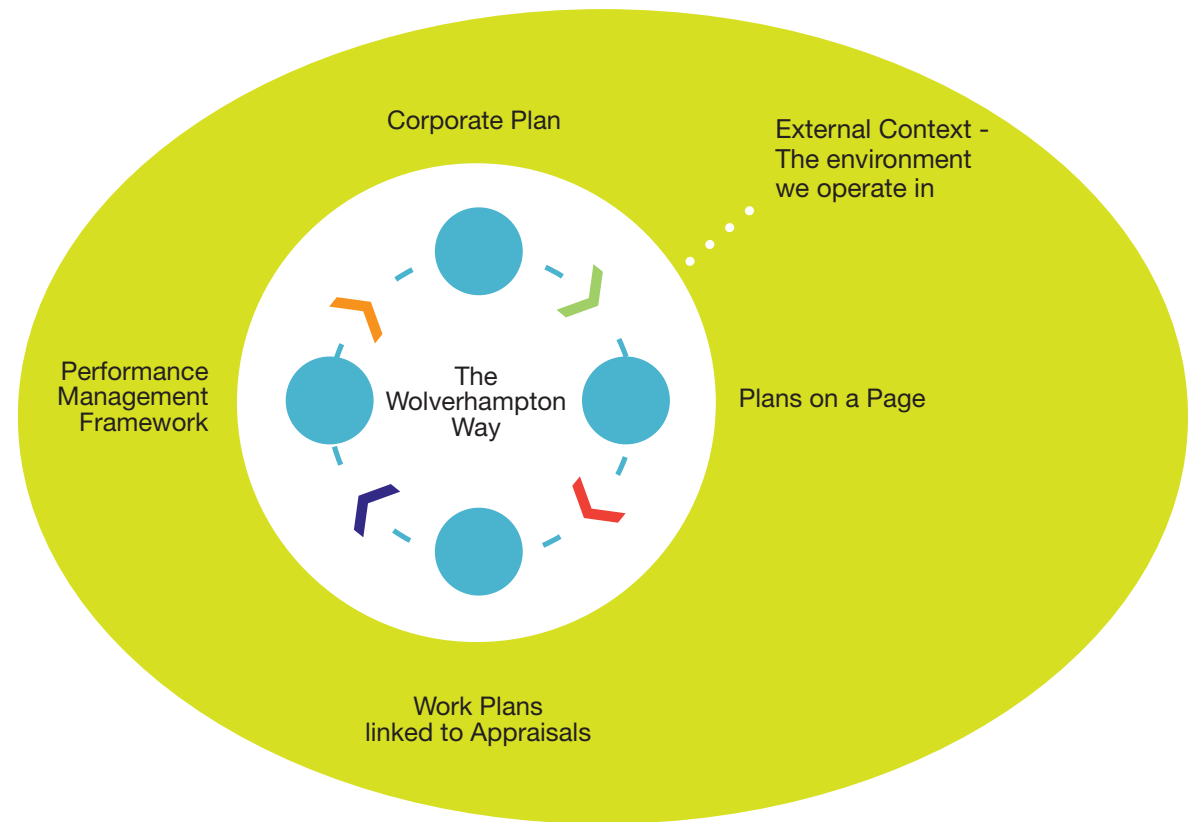 Corporate Plan
External Context -
The environment
we operate in
Performance
Management
Framework
The
Wolverhampton
Way
Plans on a Page
Work Plans
linked to Appraisals